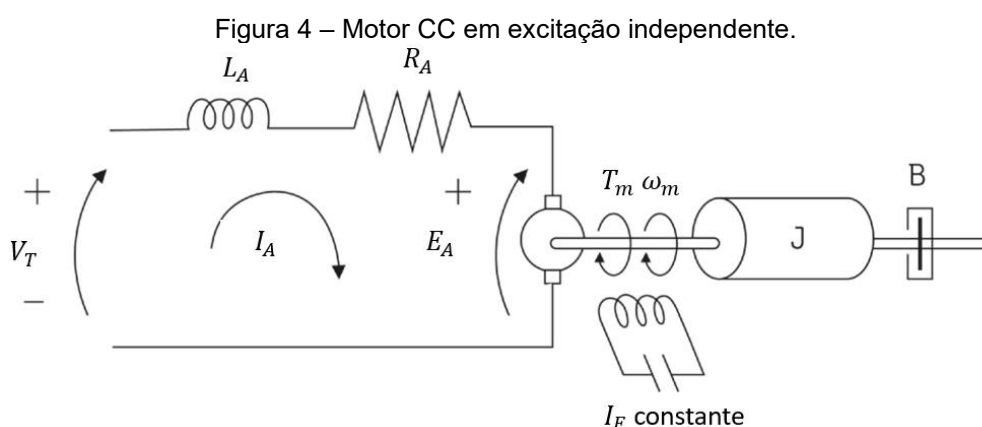 Figura 4 – Motor CC em excitação independente.
L_A
R_A
+
V_T
–
I_A
+
E_A
T_m ω_m
J
B
I_F constante